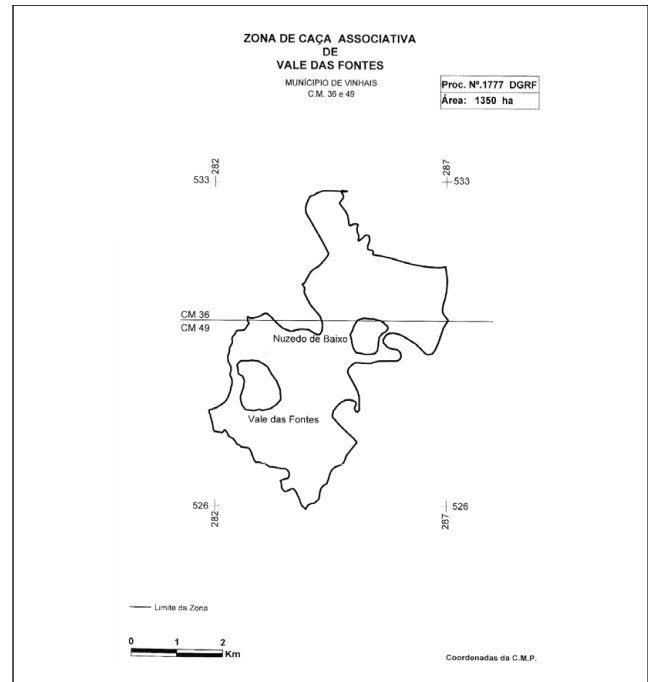 ZONA DE CAÇA ASSOCIATIVA
DE
VALE DAS FONTES
MUNÍCIPIO DE VINHAIS
C.M. 36 e 49
Proc. Nº.1777 DGRF
Área: 1350 ha
282
287
533
533
CM 36
CM 49
Nuzedo de Baixo
Vale das Fontes
526
526
282
287
Limite da Zona
0 1 2
Km
Coordenadas da C.M.P.